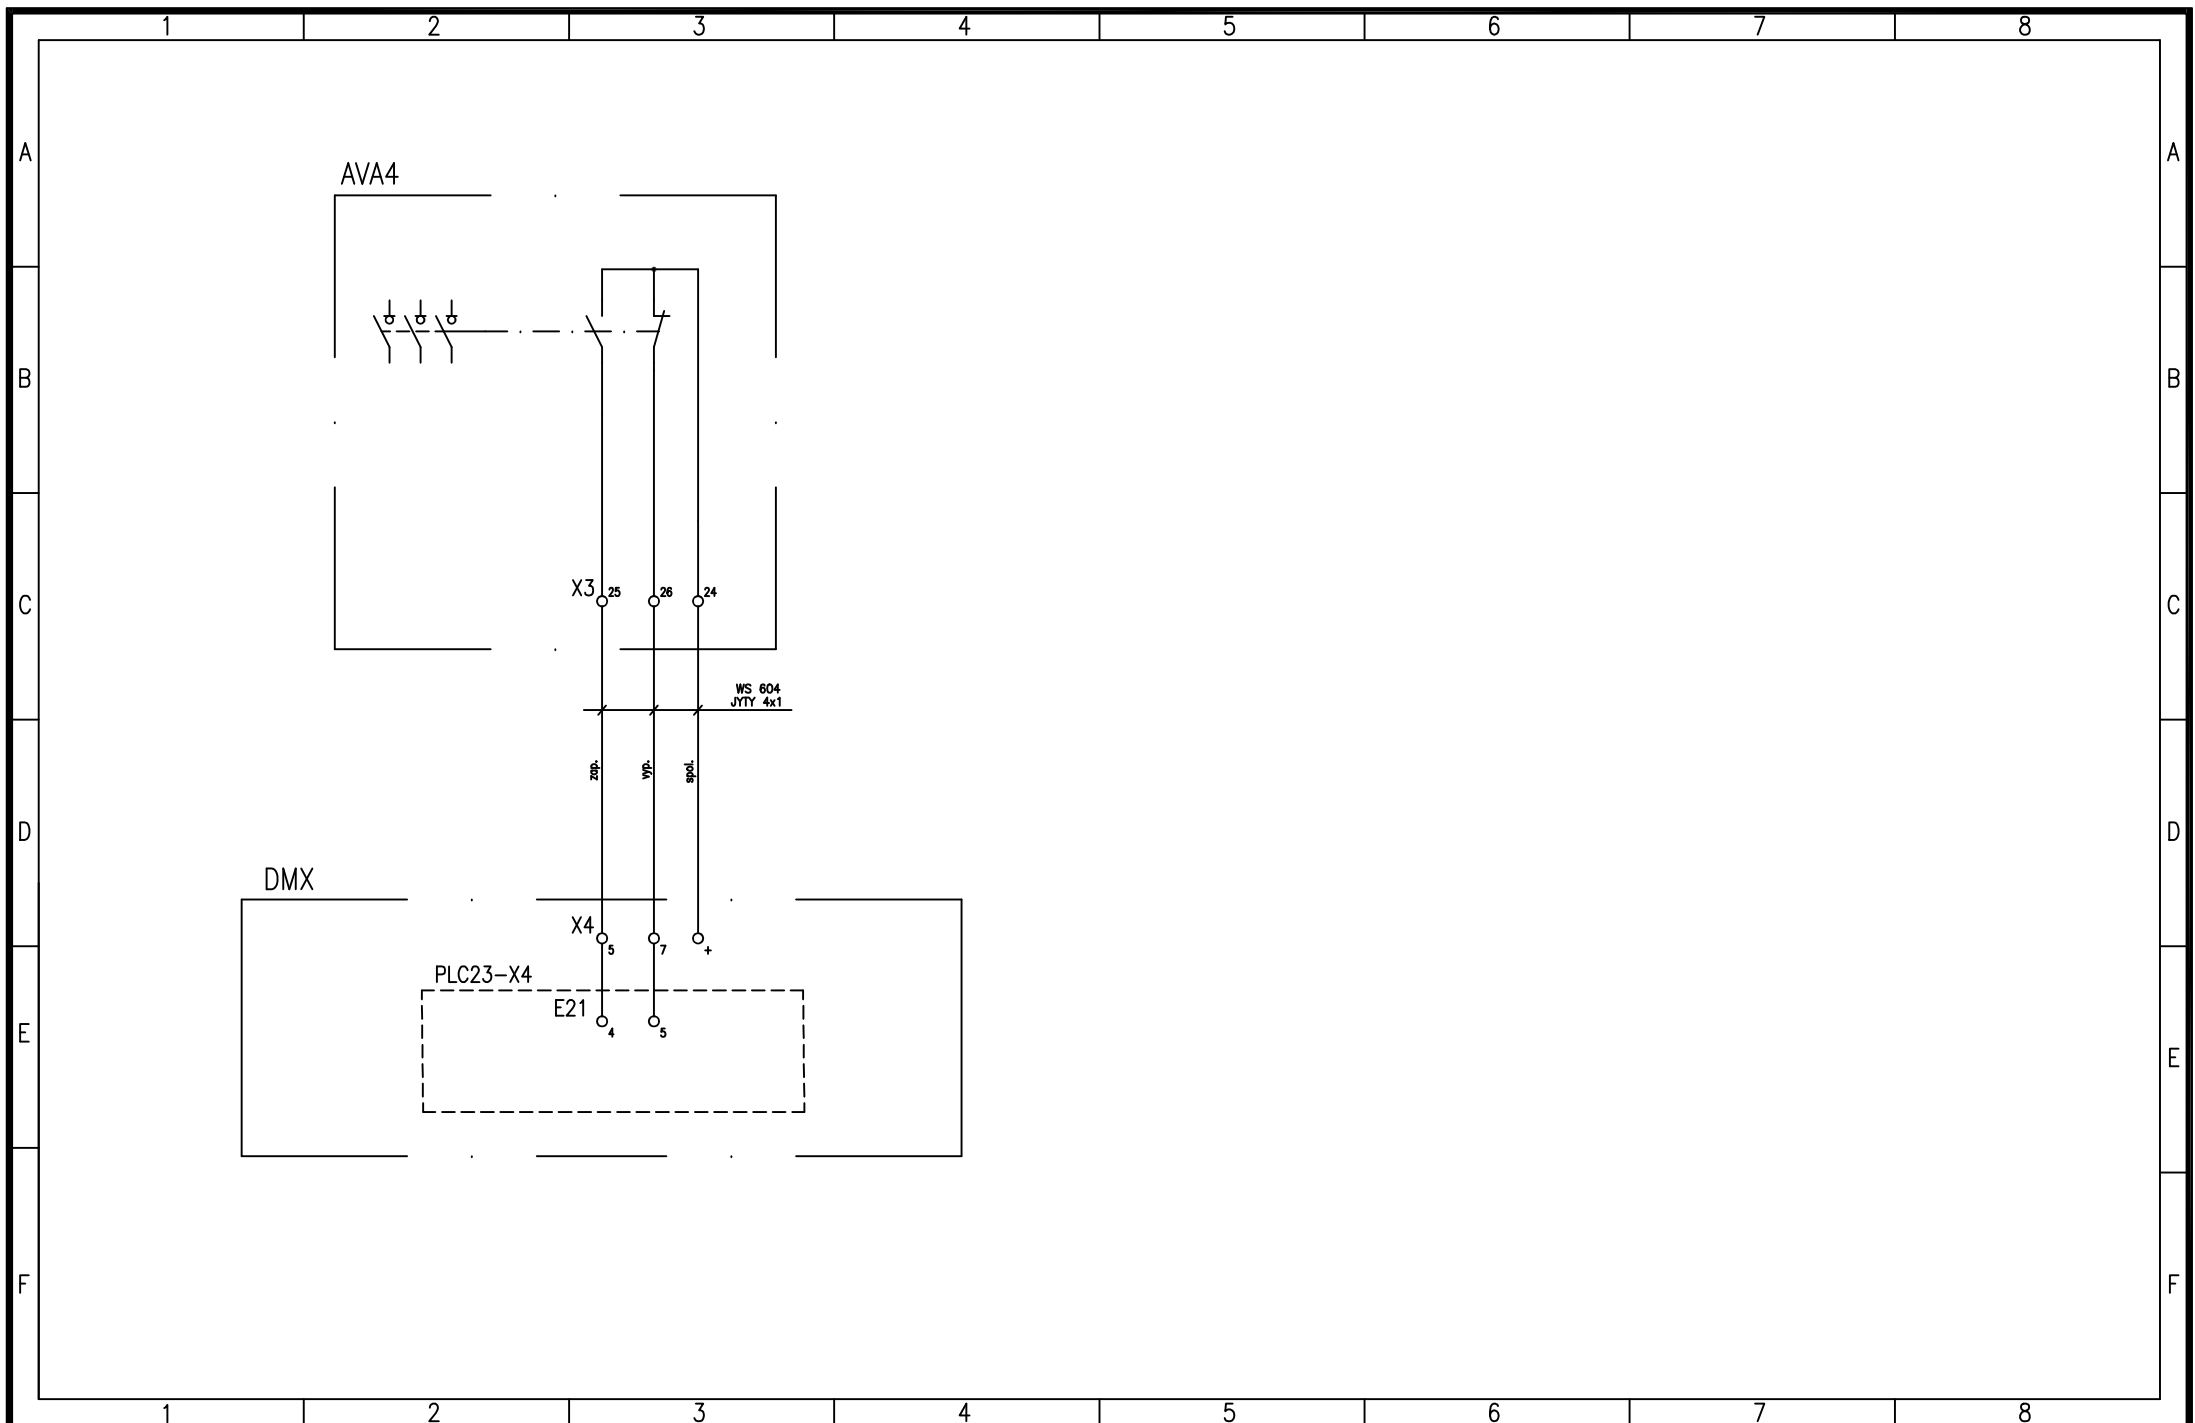 1 2 3 4 5 6 7 8
A A
AVA4
B B
X3 25 26 24
C C
WS 604
JYTY 4x1
zap. vyp. spol.
D D
DMX
X4
5 7 +
PLC23-X4
E21
4 5
E E
F F
1 2 3 4 5 6 7 8